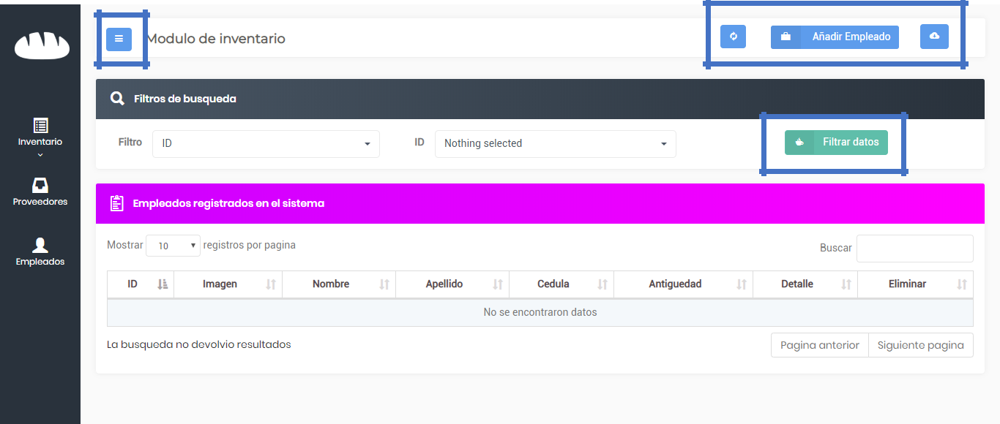 Modulo de inventario
Añadir Empleado
Inventario
Proveedores
Empleados
Filtros de busqueda
Filtro ID
ID Nothing selected
Filtrar datos
Empleados registrados en el sistema
Mostrar 10 registros por pagina
Buscar
ID Imagen Nombre Apellido Cedula Antiguedad Detalle Eliminar
No se encontraron datos
La busqueda no devolvio resultados
Pagina anterior Siguiente pagina